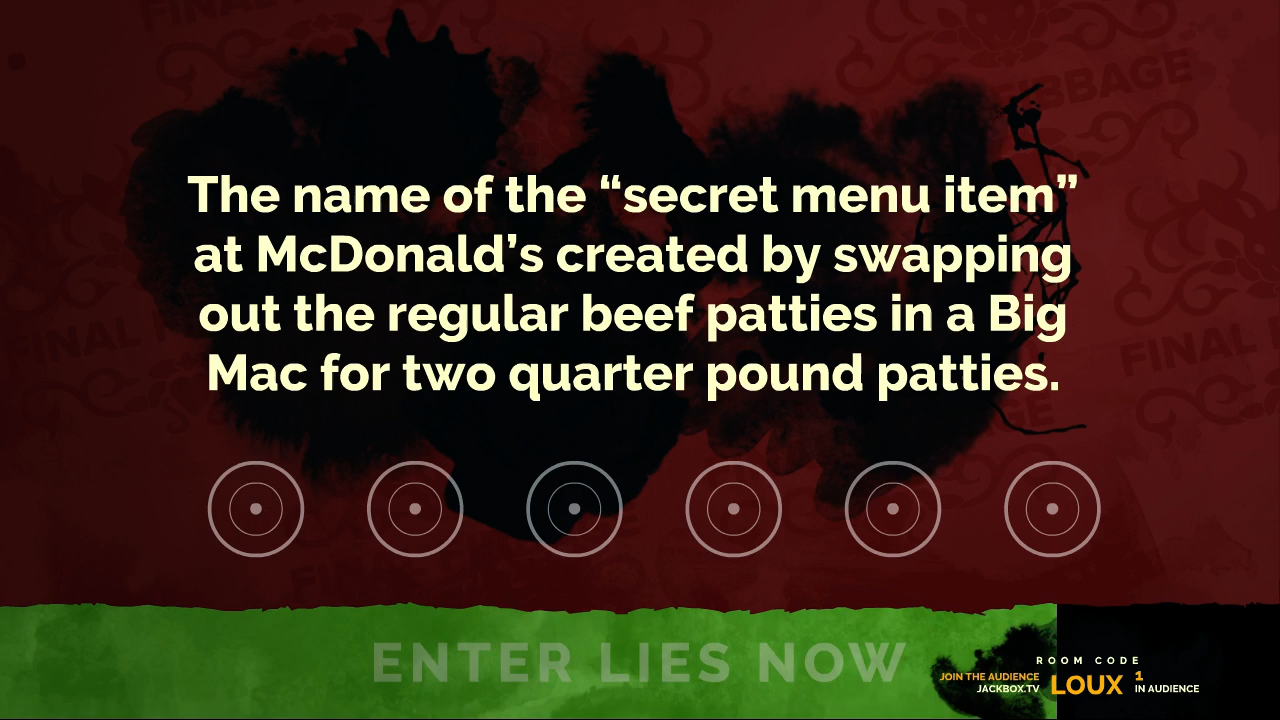 The name of the “secret menu item”
at McDonald’s created by swapping
out the regular beef patties in a Big
Mac for two quarter pound patties.
ENTER LIES NOW
ROOM CODE
JOIN THE AUDIENCE
JACKBOX.TV
LOUX
1
IN AUDIENCE